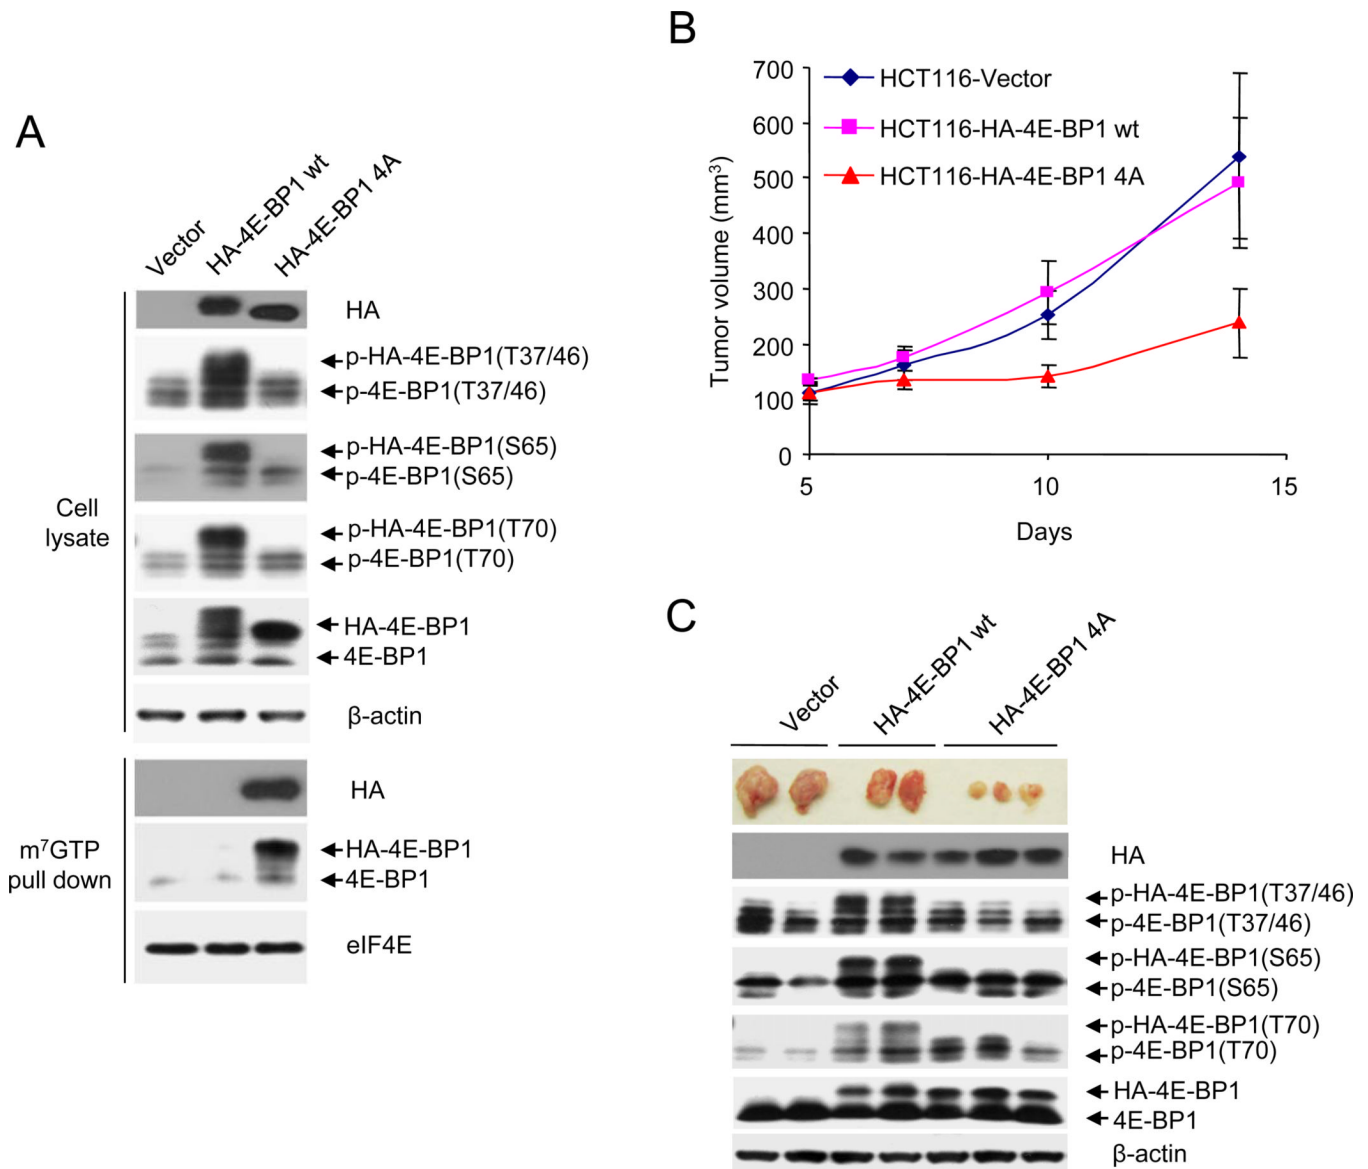 A
Vector
HA-4E-BP1 wt
HA-4E-BP1 4A
Cell
lysate
HA
p-HA-4E-BP1(T37/46)
p-4E-BP1(T37/46)
p-HA-4E-BP1(S65)
p-4E-BP1(S65)
p-HA-4E-BP1(T70)
p-4E-BP1(T70)
HA-4E-BP1
4E-BP1
β-actin
m⁷GTP
pull down
HA
HA-4E-BP1
4E-BP1
eIF4E
B
Tumor volume (mm³)
700
600
500
400
300
200
100
0
5
10
15
Days
HCT116-Vector
HCT116-HA-4E-BP1 wt
HCT116-HA-4E-BP1 4A
C
Vector
HA-4E-BP1 wt
HA-4E-BP1 4A
HA
p-HA-4E-BP1(T37/46)
p-4E-BP1(T37/46)
p-HA-4E-BP1(S65)
p-4E-BP1(S65)
p-HA-4E-BP1(T70)
p-4E-BP1(T70)
HA-4E-BP1
4E-BP1
β-actin